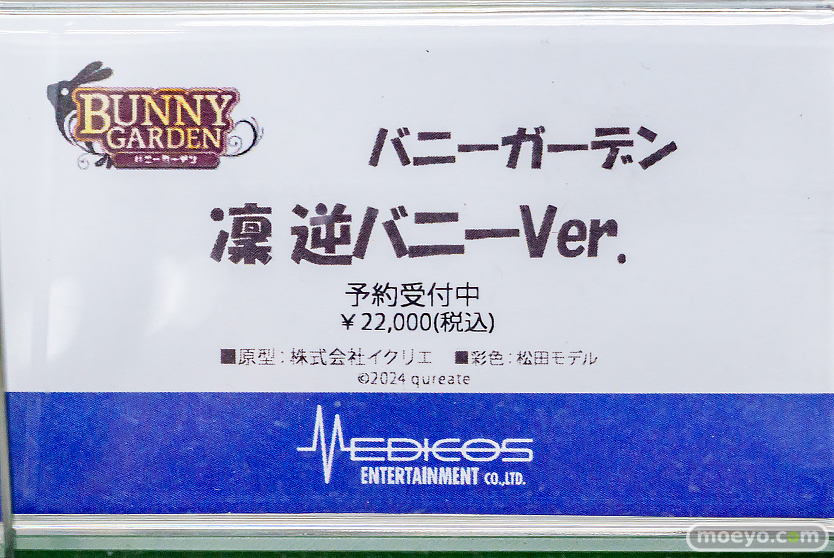 BUNNY
GARDEN
バニーガーデン
バニーガーデン
凛 逆バニーVer.
予約受付中
￥22,000(税込)
■原型：株式会社イクリエ ■彩色：松田モデル
©2024 qureate
MEDICOS
ENTERTAINMENT CO.,LTD.
moeyo.com